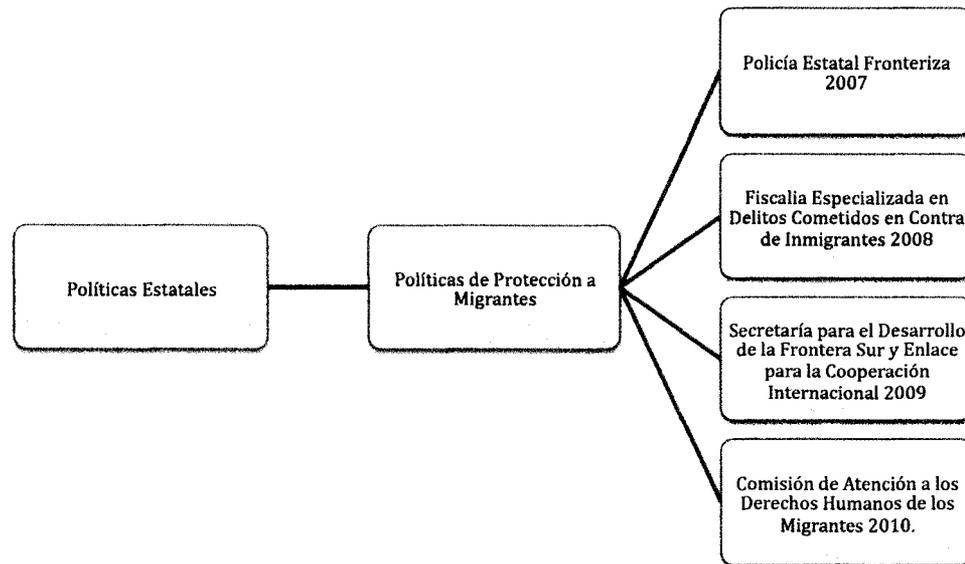 Políticas Estatales
Políticas de Protección a
Migrantes
Policía Estatal Fronteriza
2007
Fiscalia Especializada en
Delitos Cometidos en Contra
de Inmigrantes 2008
Secretaría para el Desarrollo
de la Frontera Sur y Enlace
para la Cooperación
Internacional 2009
Comisión de Atención a los
Derechos Humanos de los
Migrantes 2010.